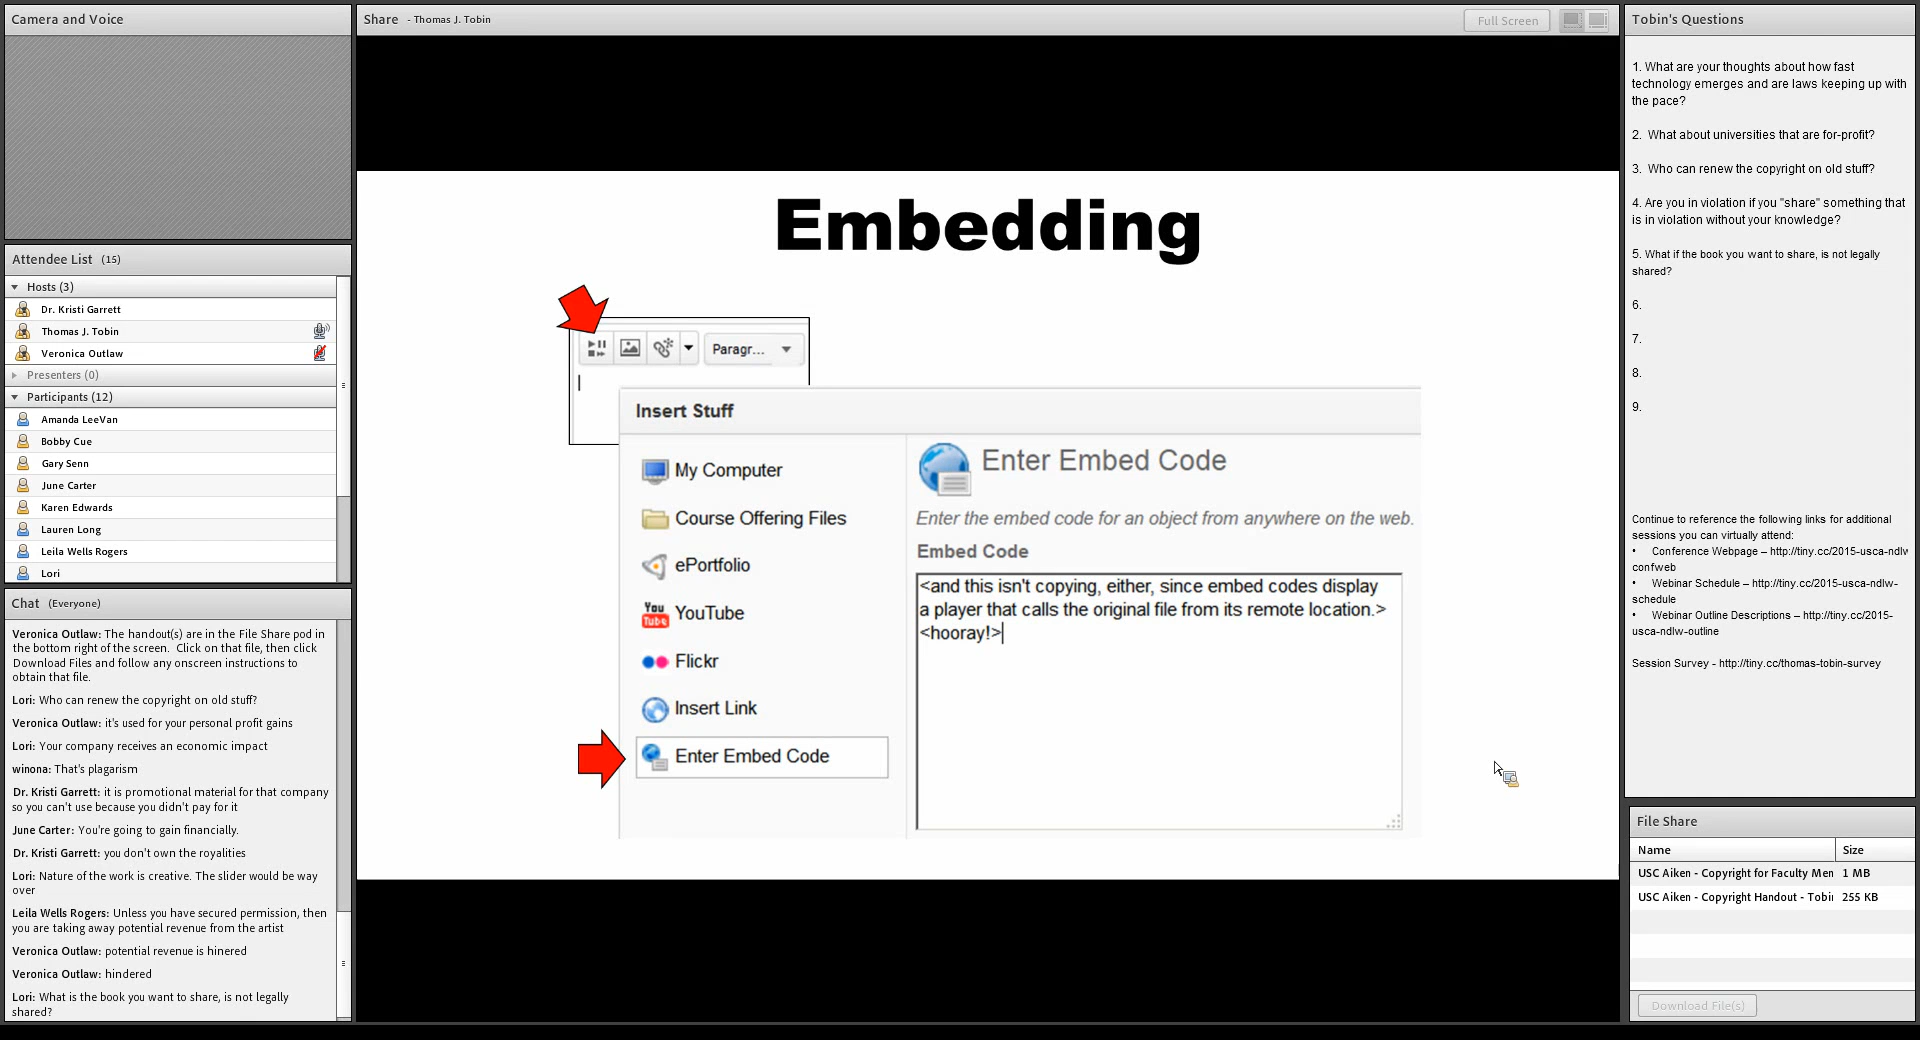 Camera and Voice
Attendee List (15)
Hosts (3)
Dr. Kristi Garrett
Thomas J. Tobin
Veronica Outlaw
Presenters (0)
Participants (12)
Amanda LeeVan
Bobby Cue
Gary Senn
June Carter
Karen Edwards
Lauren Long
Leila Wells Rogers
Lori
Chat (Everyone)
Veronica Outlaw: The handout(s) are in the File Share pod in
the bottom right of the screen. Click on that file, then click
Download Files and follow any onscreen instructions to
obtain that file.
Lori: Who can renew the copyright on old stuff?
Veronica Outlaw: it's used for your personal profit gains
Lori: Your company receives an economic impact
winona: That's plagarism
Dr. Kristi Garrett: it is promotional material for that company
so you can't use because you didn't pay for it
June Carter: You're going to gain financially.
Dr. Kristi Garrett: you don't own the royalities
Lori: Nature of the work is creative. The slider would be way
over
Leila Wells Rogers: Unless you have secured permission, then
you are taking away potential revenue from the artist
Veronica Outlaw: potential revenue is hinered
Veronica Outlaw: hindered
Lori: What is the book you want to share, is not legally
shared?
Share - Thomas J. Tobin
Full Screen
Embedding
Paragr...
Insert Stuff
My Computer
Course Offering Files
ePortfolio
You Tube YouTube
Flickr
Insert Link
Enter Embed Code
Enter Embed Code
Enter the embed code for an object from anywhere on the web.
Embed Code
<and this isn't copying, either, since embed codes display
a player that calls the original file from its remote location.>
<hooray!>
Tobin's Questions
1. What are your thoughts about how fast
technology emerges and are laws keeping up with
the pace?
2. What about universities that are for-profit?
3. Who can renew the copyright on old stuff?
4. Are you in violation if you "share" something that
is in violation without your knowledge?
5. What if the book you want to share, is not legally
shared?
6.
7.
8.
9.
Continue to reference the following links for additional
sessions you can virtually attend:
• Conference Webpage – http://tiny.cc/2015-usca-ndlw-
confweb
• Webinar Schedule – http://tiny.cc/2015-usca-ndlw-
schedule
• Webinar Outline Descriptions – http://tiny.cc/2015-
usca-ndlw-outline
Session Survey - http://tiny.cc/thomas-tobin-survey
File Share
Name Size
USC Aiken - Copyright for Faculty Men 1 MB
USC Aiken - Copyright Handout - Tobin 255 KB
Download File(s)